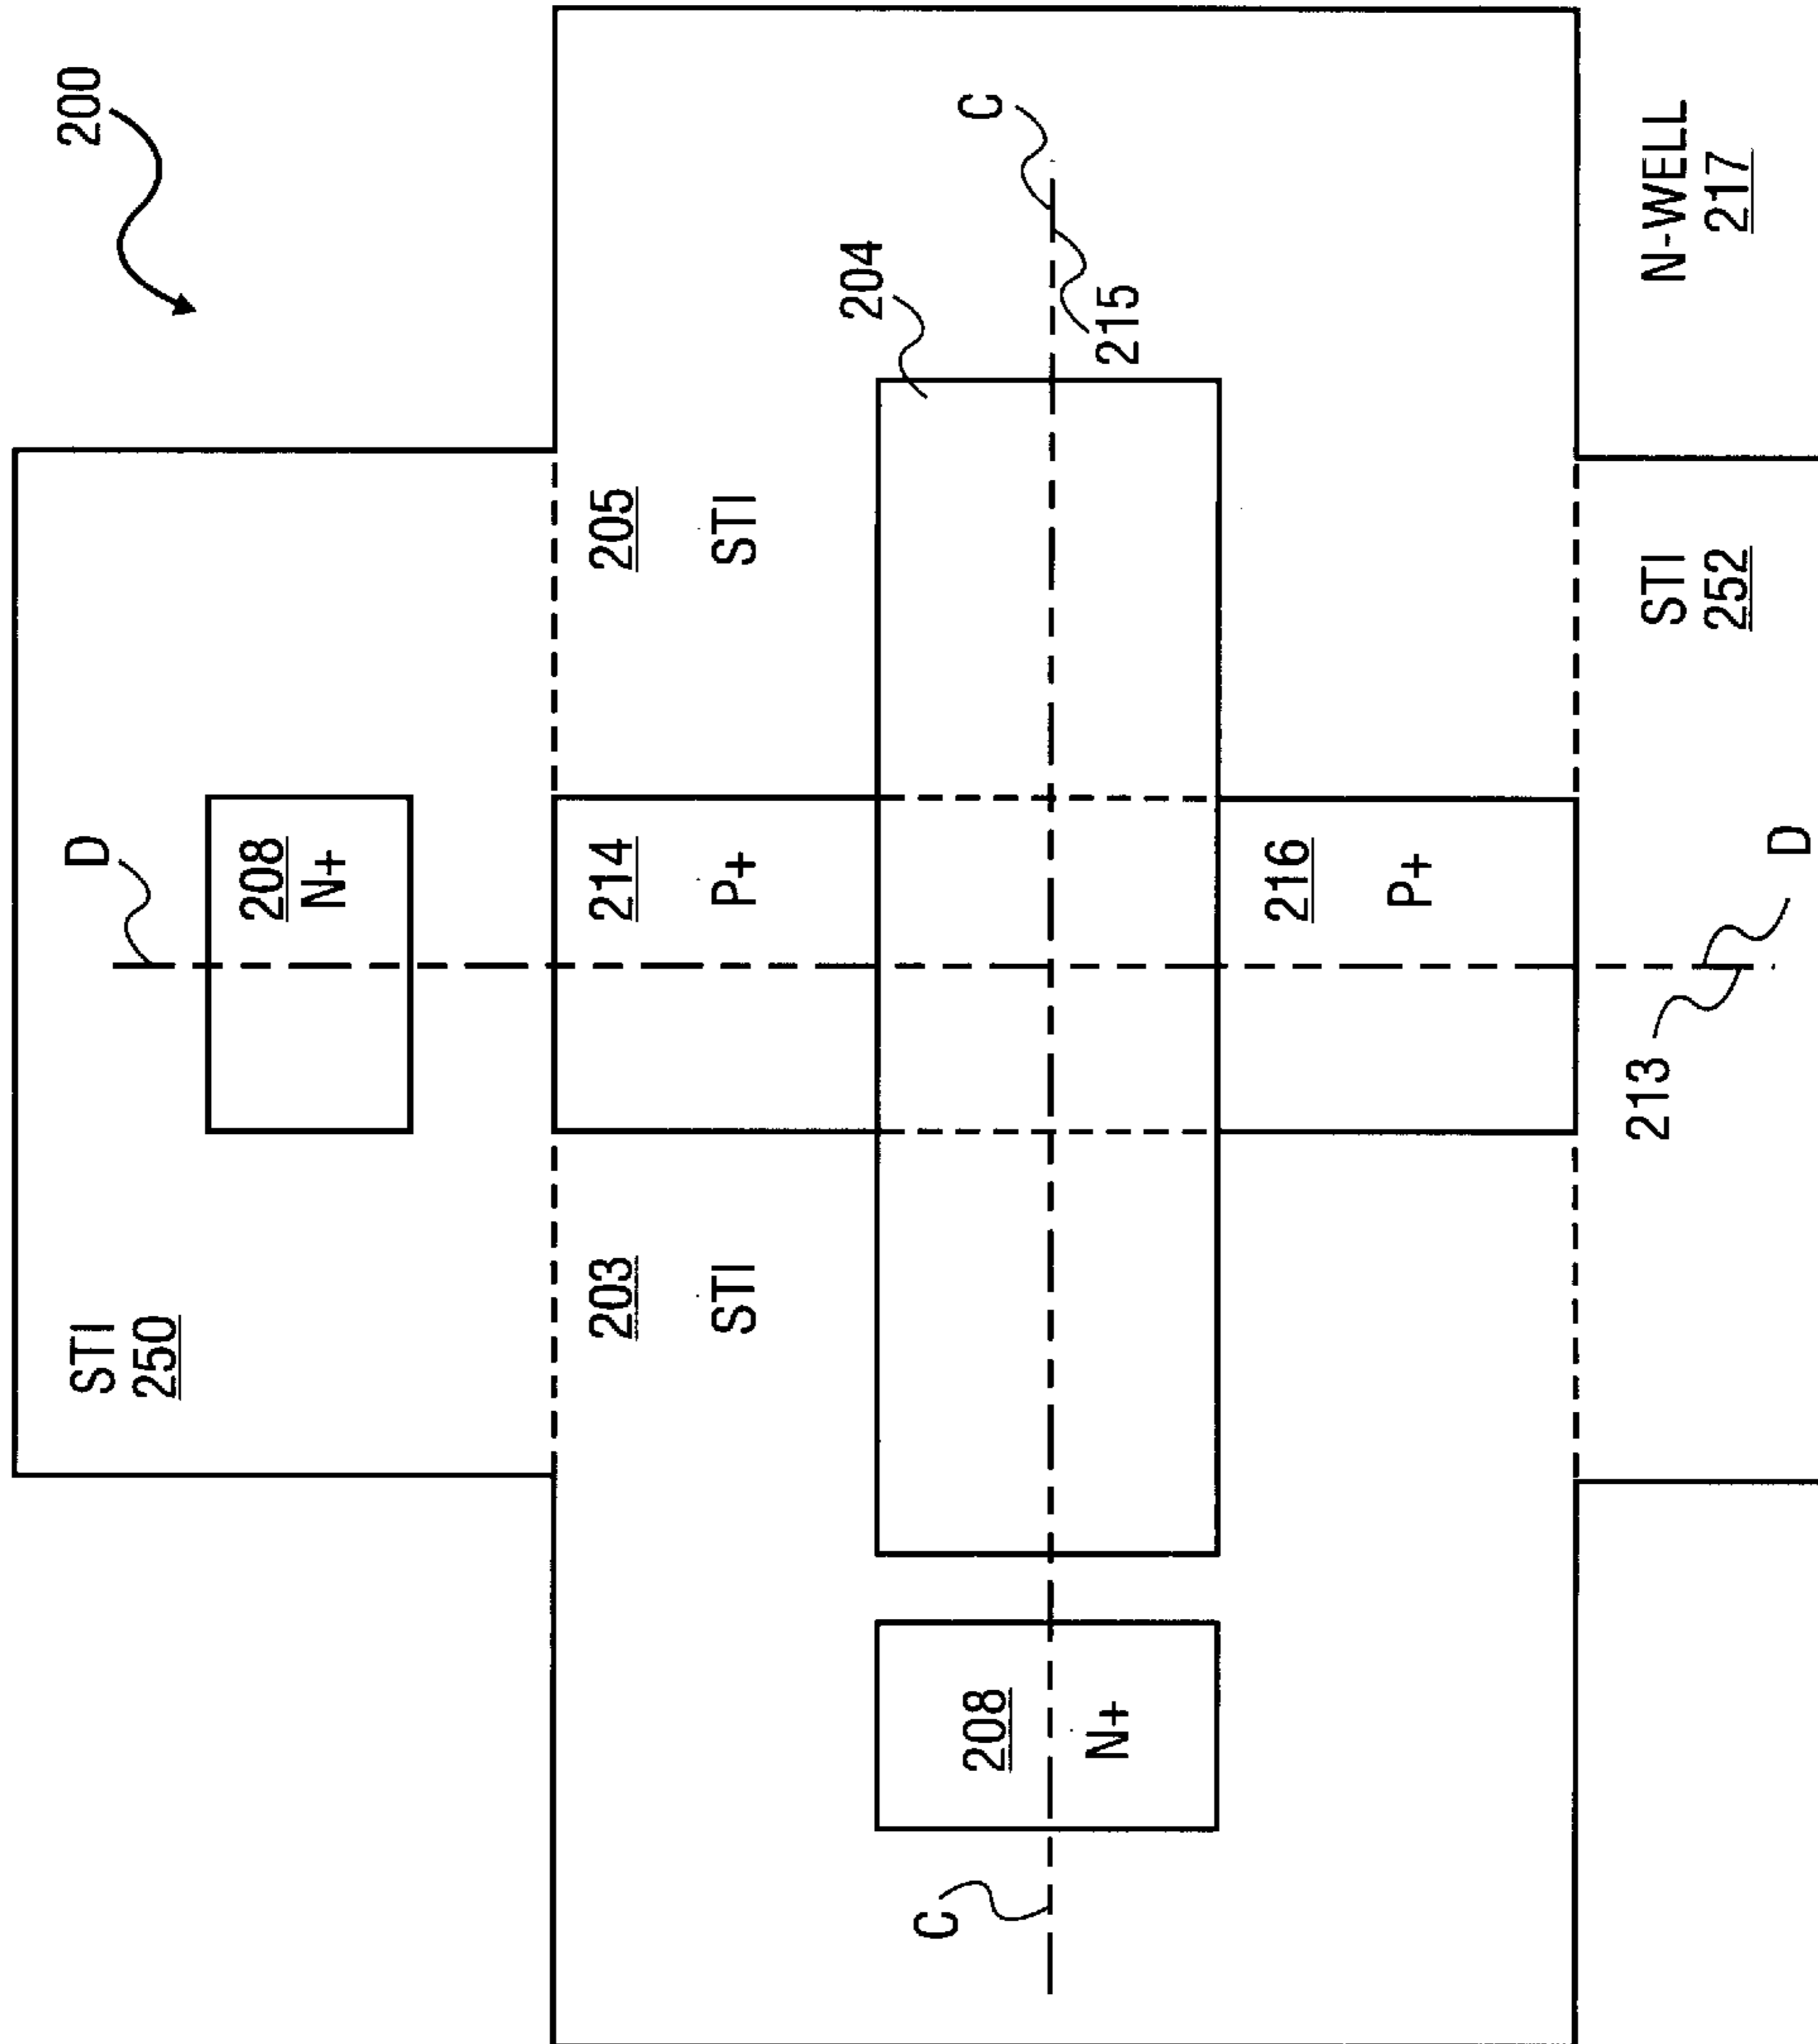 STI
250
D
200
208
N+
203
STI
214
P+
205
STI
204
C
C
208
N+
215
216
P+
213
STI
252
N-WELL
217
D